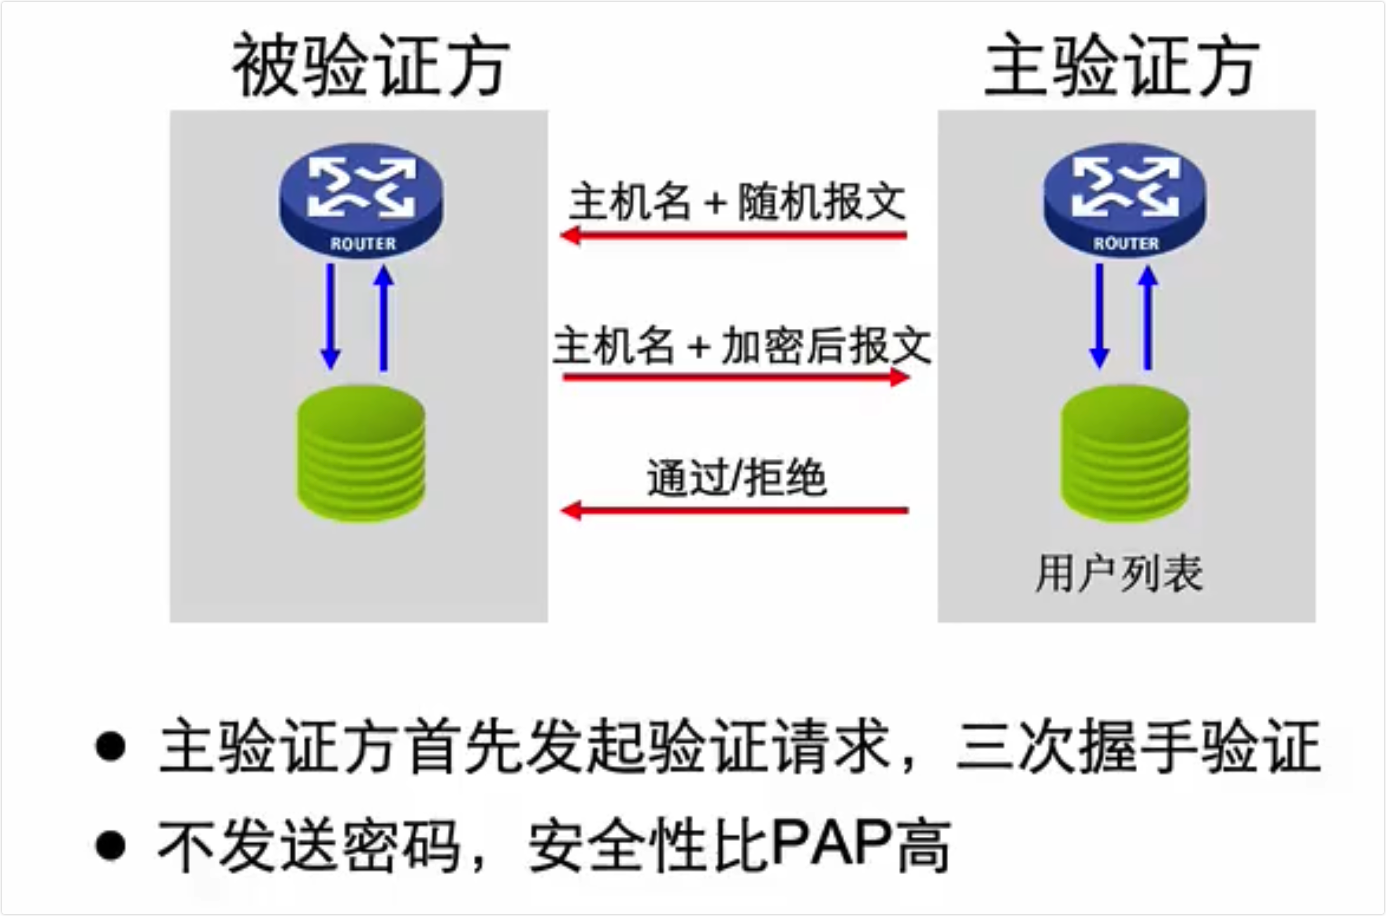 被验证方
主验证方
ROUTER
ROUTER
主机名+随机报文
主机名+加密后报文
通过/拒绝
用户列表
● 主验证方首先发起验证请求，三次握手验证
● 不发送密码，安全性比PAP高